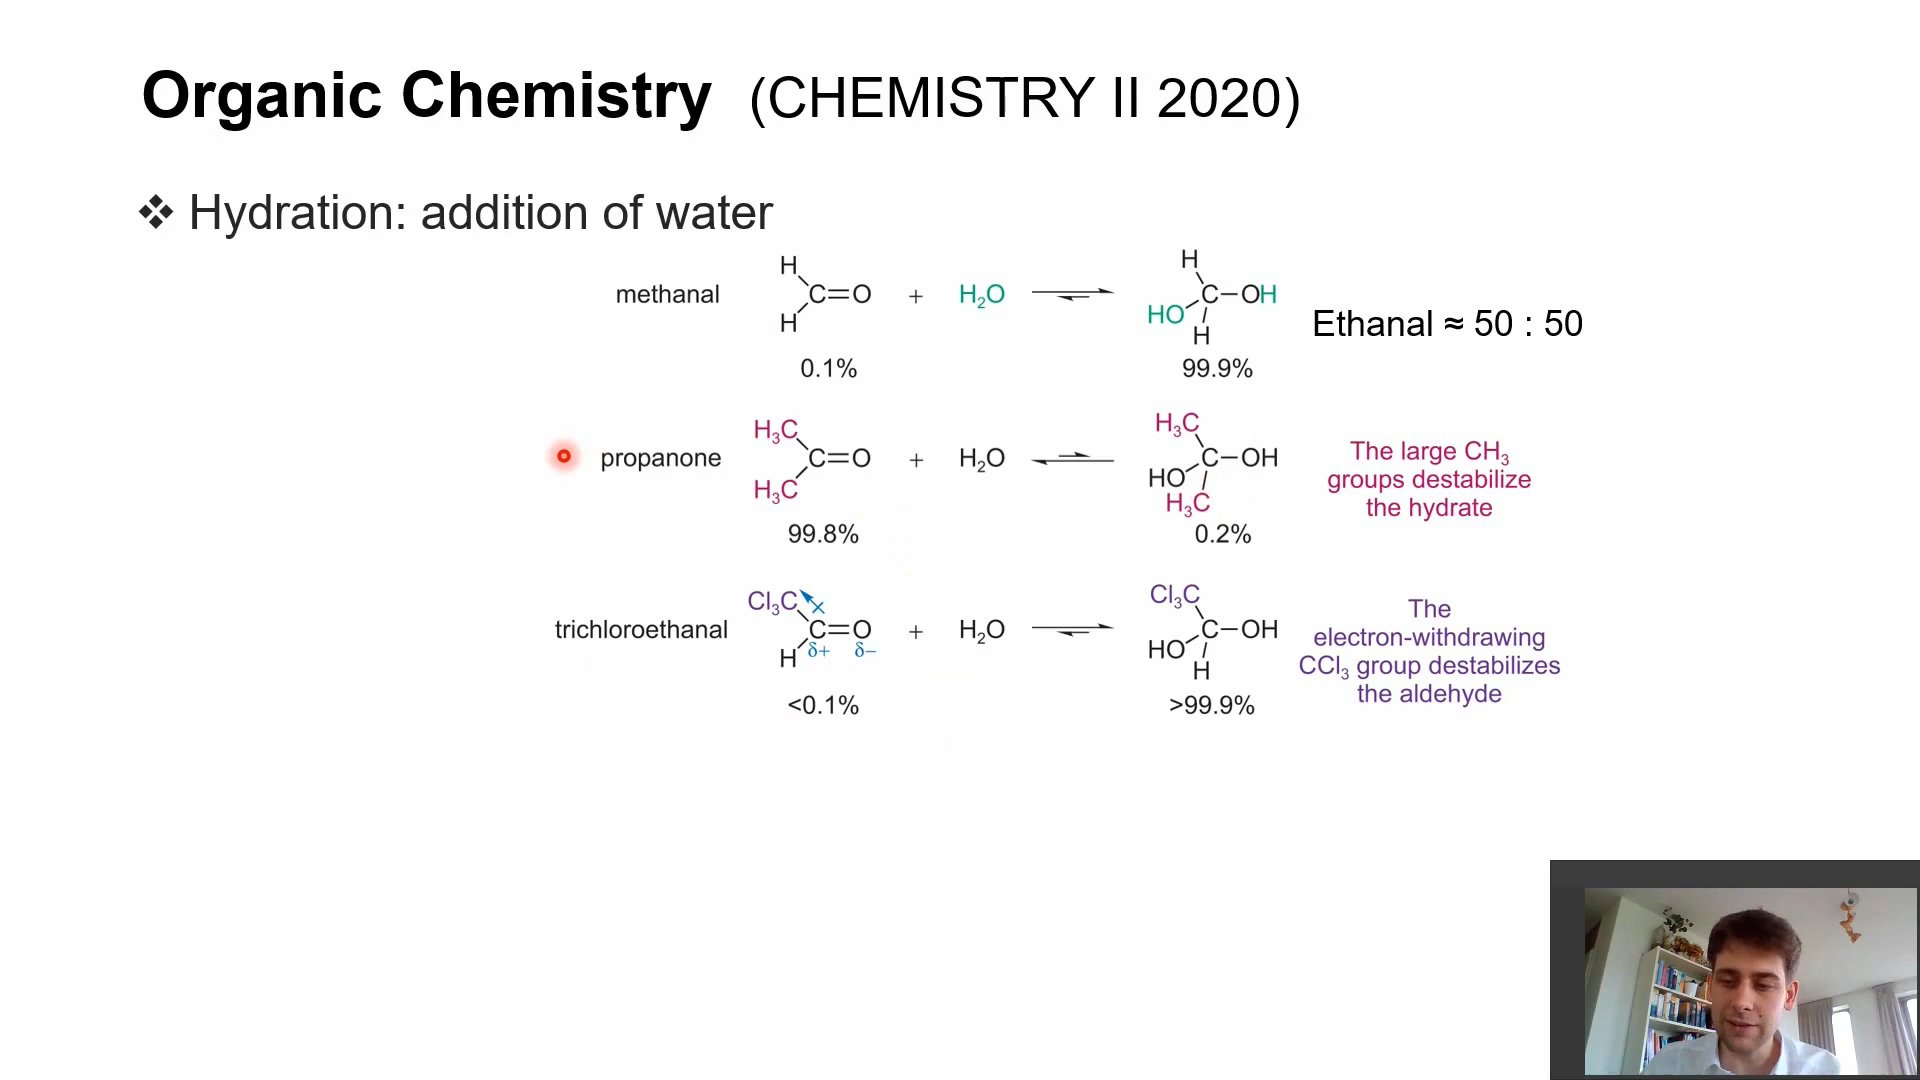 Organic Chemistry (CHEMISTRY II 2020)
❖ Hydration: addition of water
methanal H H C=O + H₂O ⇌ H HO H C–OH
0.1% 99.9%
Ethanal ≈ 50 : 50
propanone H₃C H₃C C=O + H₂O ⇌ H₃C HO H₃C C–OH
99.8% 0.2%
The large CH₃
groups destabilize
the hydrate
trichloroethanal Cl₃C H C=O δ+ δ− + H₂O ⇌ Cl₃C HO H C–OH
<0.1% >99.9%
The
electron-withdrawing
CCl₃ group destabilizes
the aldehyde